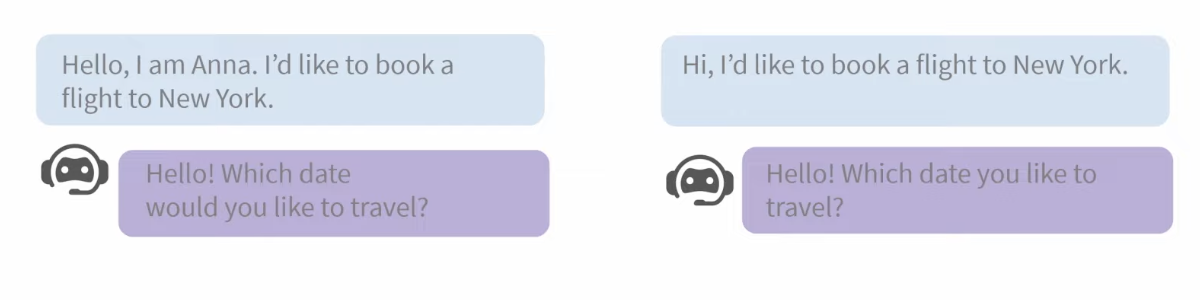 Hello, I am Anna. I’d like to book a
flight to New York.
Hello! Which date
would you like to travel?
Hi, I’d like to book a flight to New York.
Hello! Which date you like to
travel?